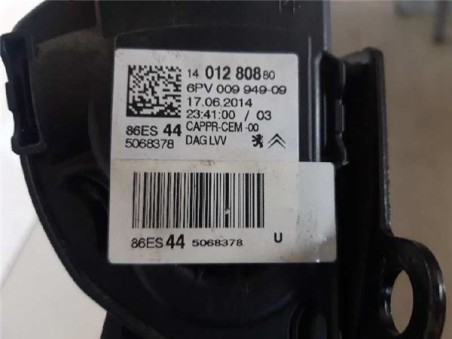 14 012 808 80
6PV 009 949-09
17.06.2014
23:41:00 / 03
86ES 44 CAPPR-CEM -00
5068378 DAG LVV
86ES 44 5068378 U